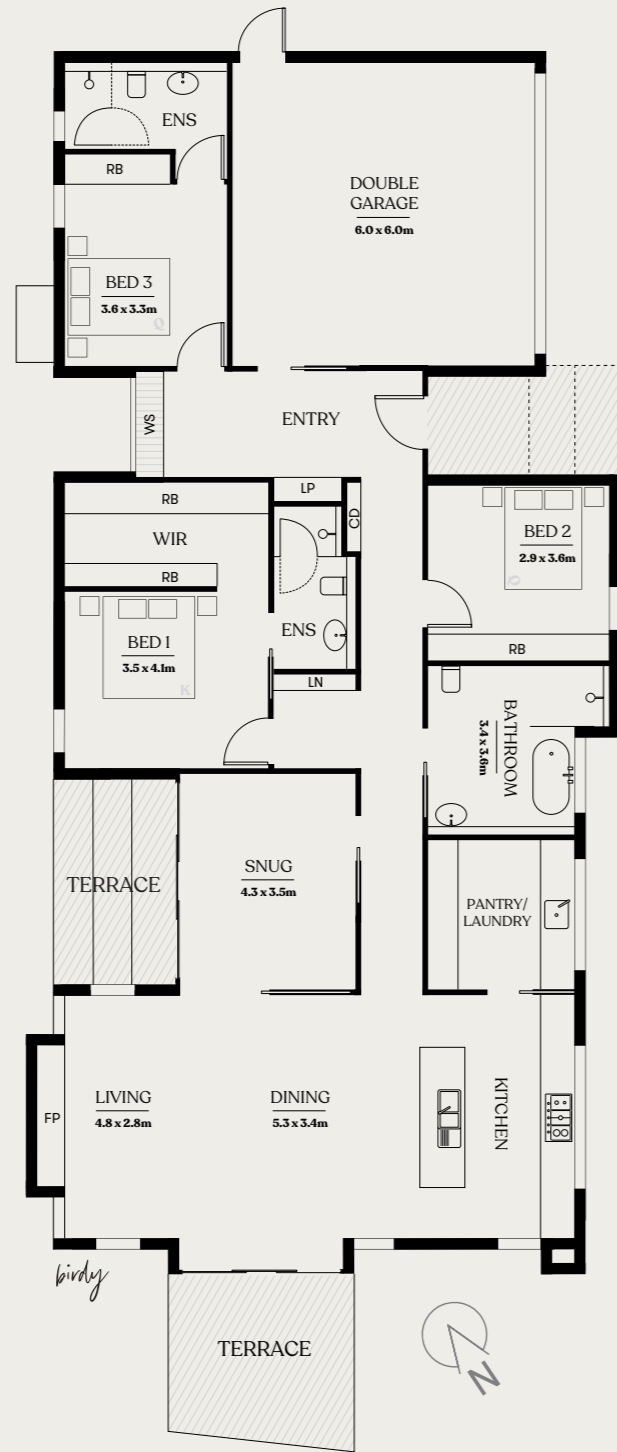 ENS
RB
DOUBLE
GARAGE
6.0 x 6.0m
BED 3
3.6 x 3.3m
Q
WS
ENTRY
RB
LP
CD
WIR
BED 2
2.9 x 3.6m
Q
RB
ENS
BED 1
3.5 x 4.1m
K
RB
LN
BATHROOM
3.4 x 3.6m
TERRACE
SNUG
4.3 x 3.5m
PANTRY/
LAUNDRY
LIVING
4.8 x 2.8m
DINING
5.3 x 3.4m
KITCHEN
FP
birdy
TERRACE
N